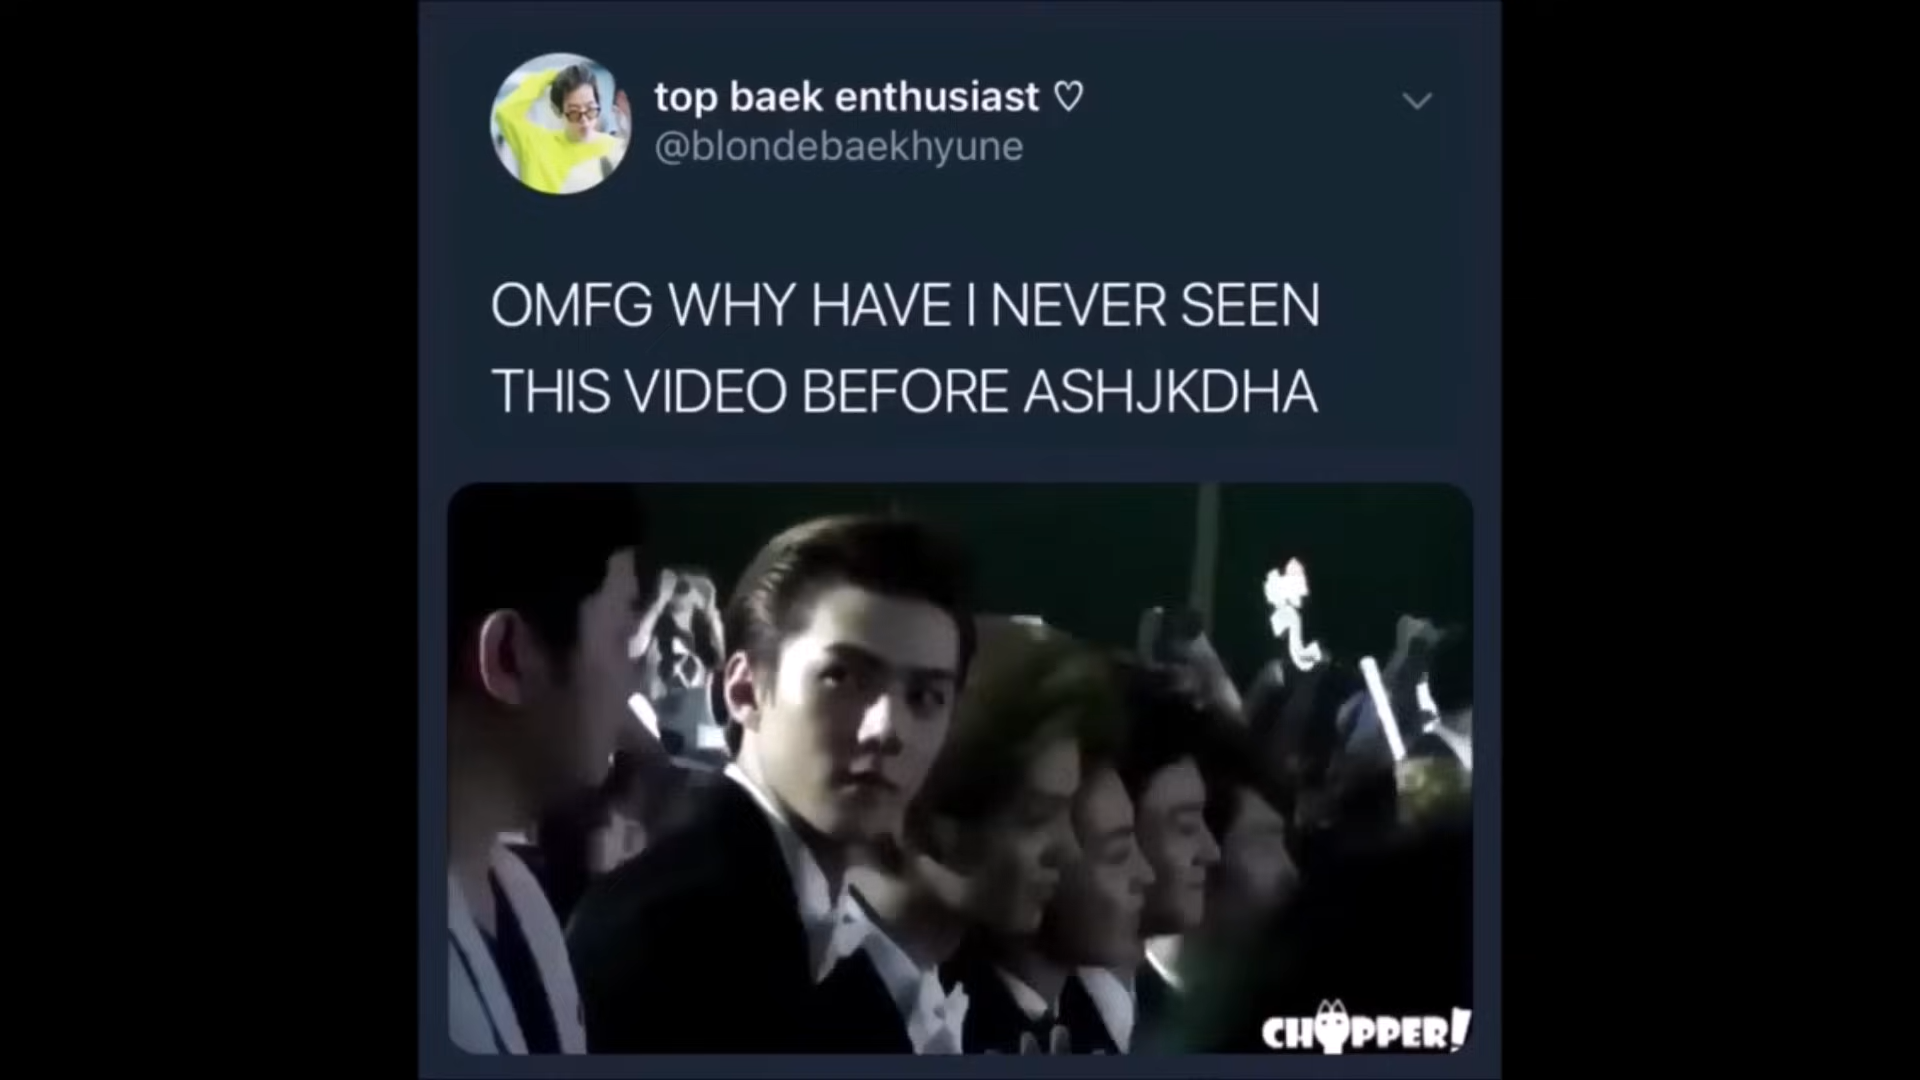 top baek enthusiast ♡
@blondebaekhyune
OMFG WHY HAVE I NEVER SEEN
THIS VIDEO BEFORE ASHJKDHA
CHOPPER!